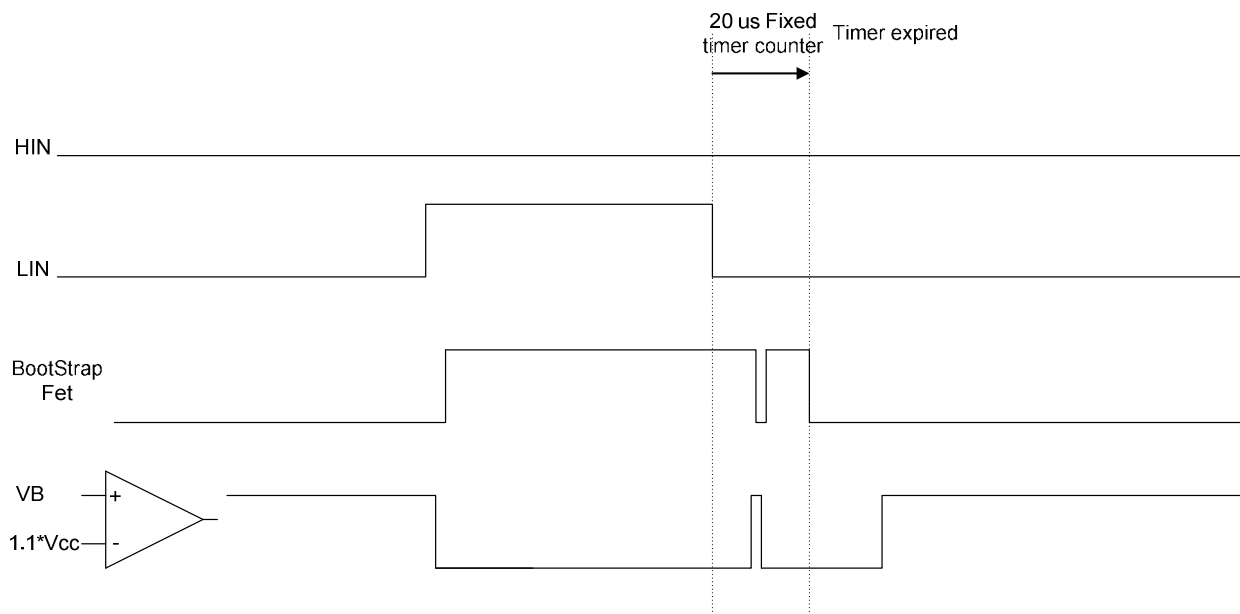 20 us Fixed
timer counter
Timer expired
HIN
LIN
BootStrap
Fet
VB
+
1.1*Vcc
-